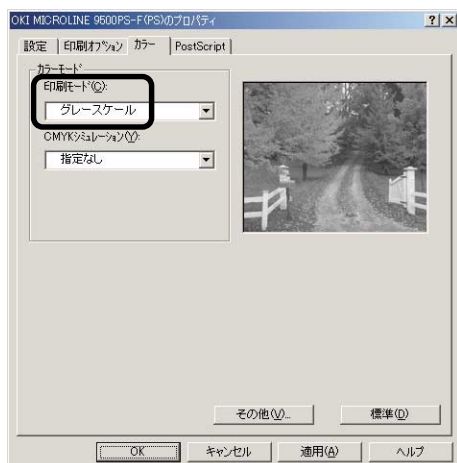 OKI MICROLINE 9500PS-F(PS)のプロパティ
設定 印刷オプション カラー PostScript
カラーモード
印刷モード(C):
グレースケール
CMYKシミュレーション(Y):
指定なし
その他(V)... 標準(D)
OK キャンセル 適用(A) ヘルプ